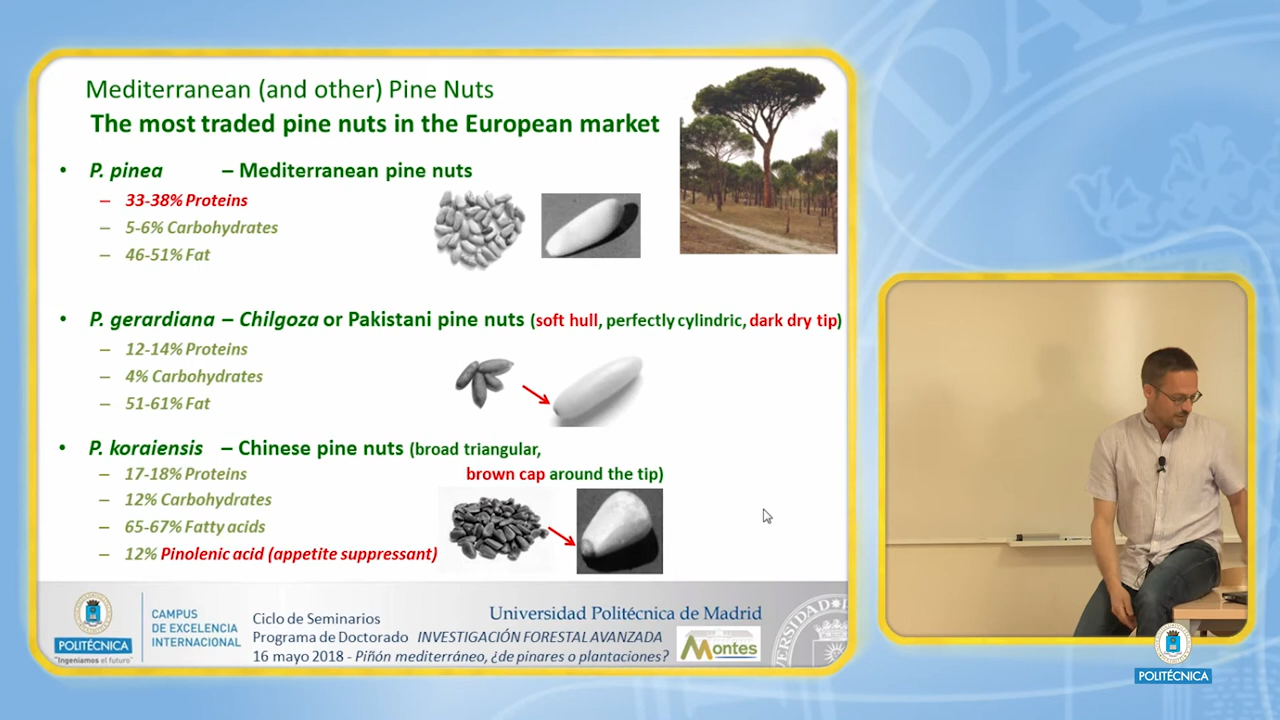 Mediterranean (and other) Pine Nuts
The most traded pine nuts in the European market
• P. pinea – Mediterranean pine nuts
– 33-38% Proteins
– 5-6% Carbohydrates
– 46-51% Fat
• P. gerardiana – Chilgoza or Pakistani pine nuts (soft hull, perfectly cylindric, dark dry tip)
– 12-14% Proteins
– 4% Carbohydrates
– 51-61% Fat
• P. koraiensis – Chinese pine nuts (broad triangular,
brown cap around the tip)
– 17-18% Proteins
– 12% Carbohydrates
– 65-67% Fatty acids
– 12% Pinolenic acid (appetite suppressant)
POLITÉCNICA
"Ingeniamos el futuro"
CAMPUS
DE EXCELENCIA
INTERNACIONAL
Ciclo de Seminarios
Universidad Politécnica de Madrid
Programa de Doctorado INVESTIGACIÓN FORESTAL AVANZADA
16 mayo 2018 - Piñón mediterráneo, ¿de pinares o plantaciones?
Montes
POLITÉCNICA